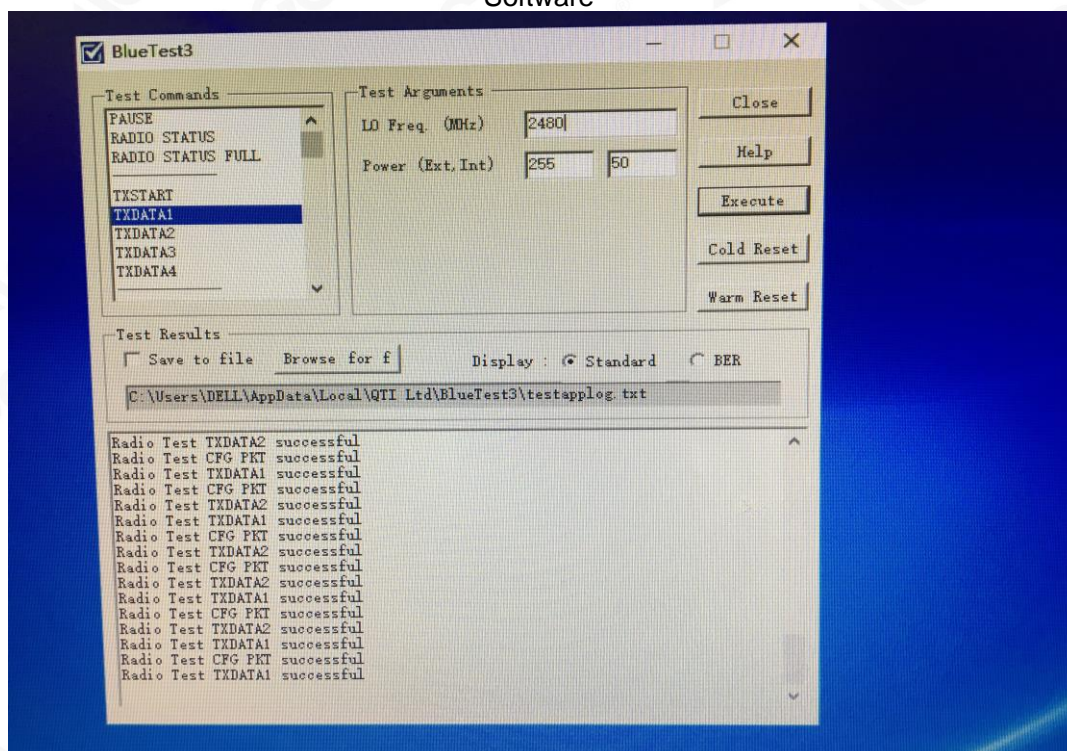 Software
BlueTest3
Test Commands
PAUSE
RADIO STATUS
RADIO STATUS FULL
TXSTART
TXDATA1
TXDATA2
TXDATA3
TXDATA4
Test Arguments
LO Freq. (MHz) 2480
Power (Ext, Int) 255 50
Close
Help
Execute
Cold Reset
Warm Reset
Test Results
Save to file Browse for f Display : Standard BER
C:\Users\DELL\AppData\Local\QTI Ltd\BlueTest3\testapplog.txt
Radio Test TXDATA2 successful
Radio Test CFG PKT successful
Radio Test TXDATA1 successful
Radio Test CFG PKT successful
Radio Test TXDATA2 successful
Radio Test TXDATA1 successful
Radio Test CFG PKT successful
Radio Test TXDATA2 successful
Radio Test CFG PKT successful
Radio Test TXDATA2 successful
Radio Test TXDATA1 successful
Radio Test CFG PKT successful
Radio Test TXDATA2 successful
Radio Test TXDATA1 successful
Radio Test CFG PKT successful
Radio Test TXDATA1 successful